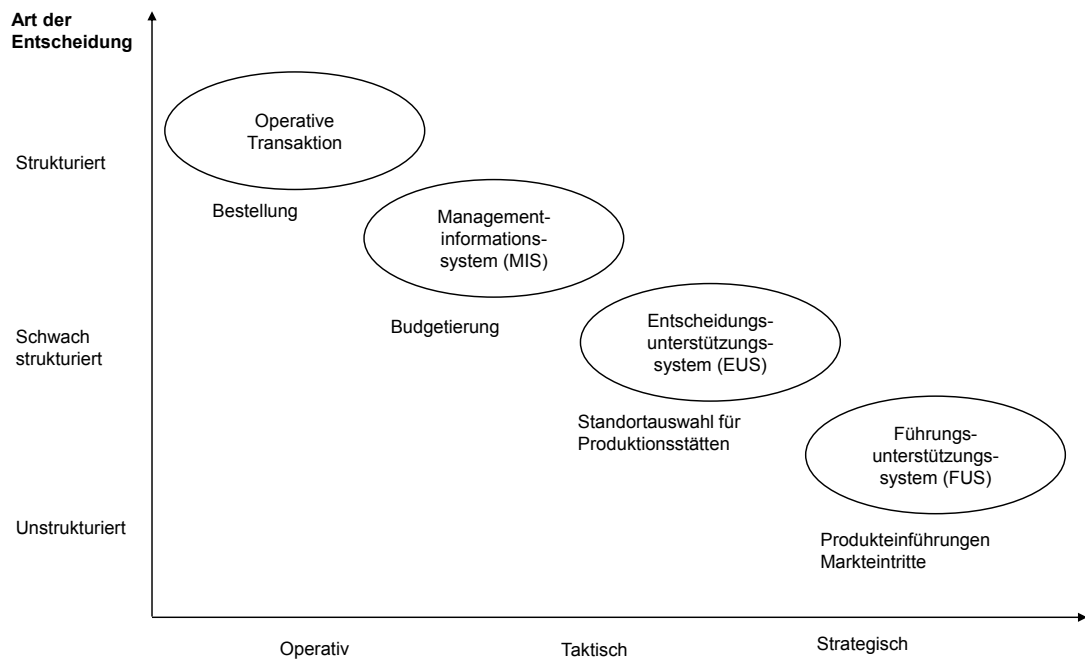 Art der
Entscheidung
Operative
Transaktion
Strukturiert
Bestellung
Management-
informations-
system (MIS)
Budgetierung
Schwach
strukturiert
Entscheidungs-
unterstützungs-
system (EUS)
Standortauswahl für
Produktionsstätten
Führungs-
unterstützungs-
system (FUS)
Unstrukturiert
Produkteinführungen
Markteintritte
Operativ
Taktisch
Strategisch